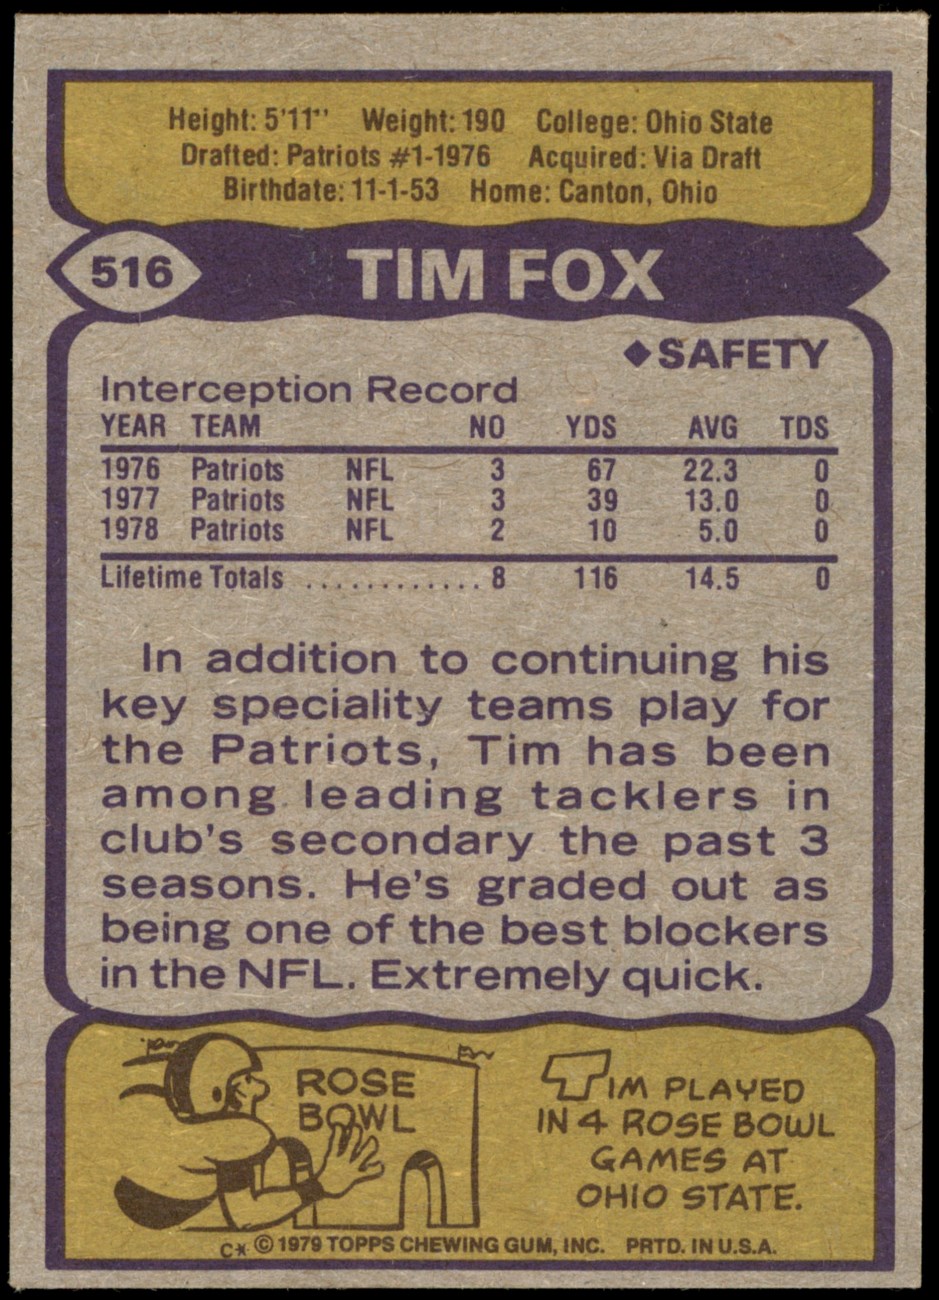 Height: 5'11" Weight: 190 College: Ohio State
Drafted: Patriots #1-1976 Acquired: Via Draft
Birthdate: 11-1-53 Home: Canton, Ohio
516 TIM FOX
◆SAFETY
Interception Record
YEAR TEAM NO YDS AVG TDS
1976 Patriots NFL 3 67 22.3 0
1977 Patriots NFL 3 39 13.0 0
1978 Patriots NFL 2 10 5.0 0
Lifetime Totals ............ 8 116 14.5 0
In addition to continuing his
key speciality teams play for
the Patriots, Tim has been
among leading tacklers in
club's secondary the past 3
seasons. He's graded out as
being one of the best blockers
in the NFL. Extremely quick.
ROSE
BOWL
TIM PLAYED
IN 4 ROSE BOWL
GAMES AT
OHIO STATE.
C* © 1979 TOPPS CHEWING GUM, INC. PRTD. IN U.S.A.